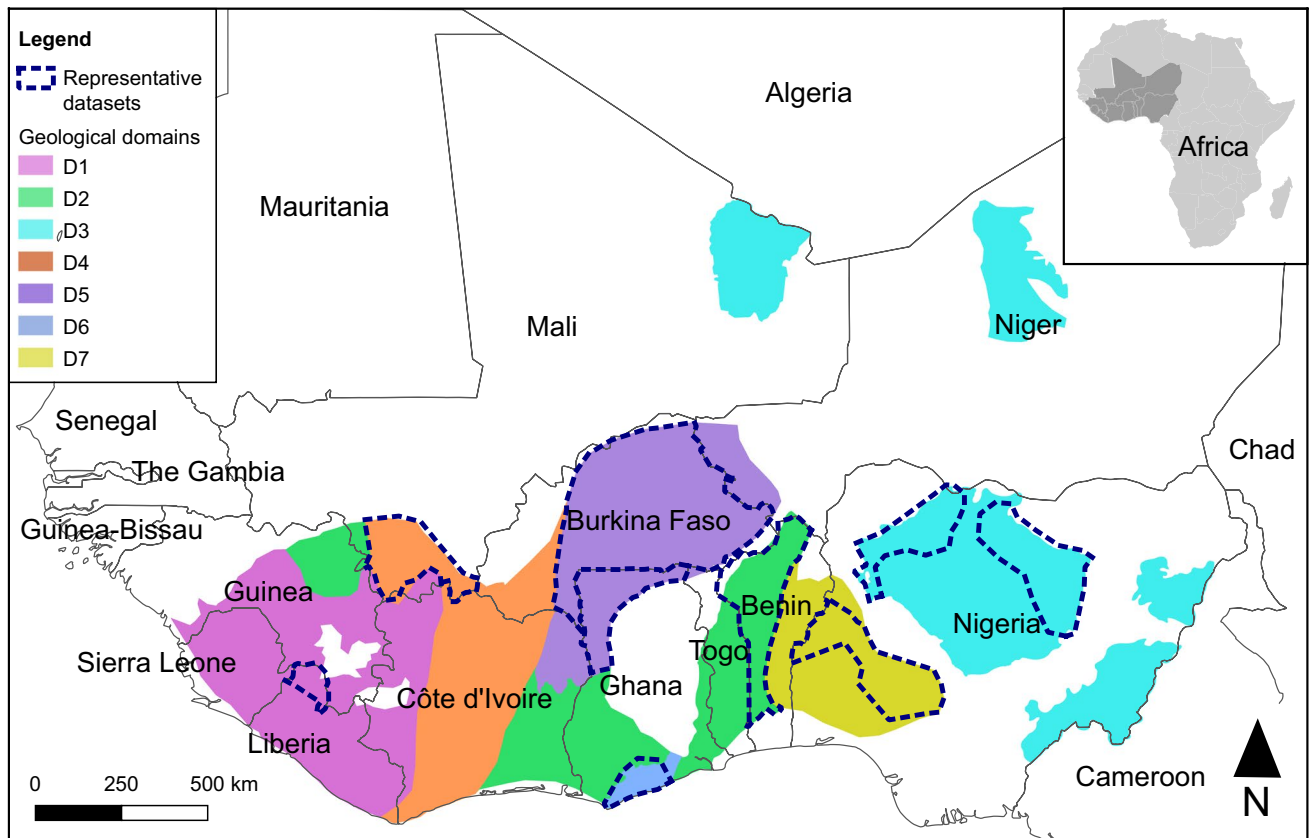 Legend
Representative
datasets
Geological domains
D1
D2
D3
D4
D5
D6
D7
Algeria
Africa
Mauritania
Mali
Niger
Senegal
Chad
The Gambia
Burkina Faso
Guinea-Bissau
Guinea
Benin
Nigeria
Sierra Leone
Togo
Ghana
Côte d'Ivoire
Liberia
Cameroon
0 250 500 km
N